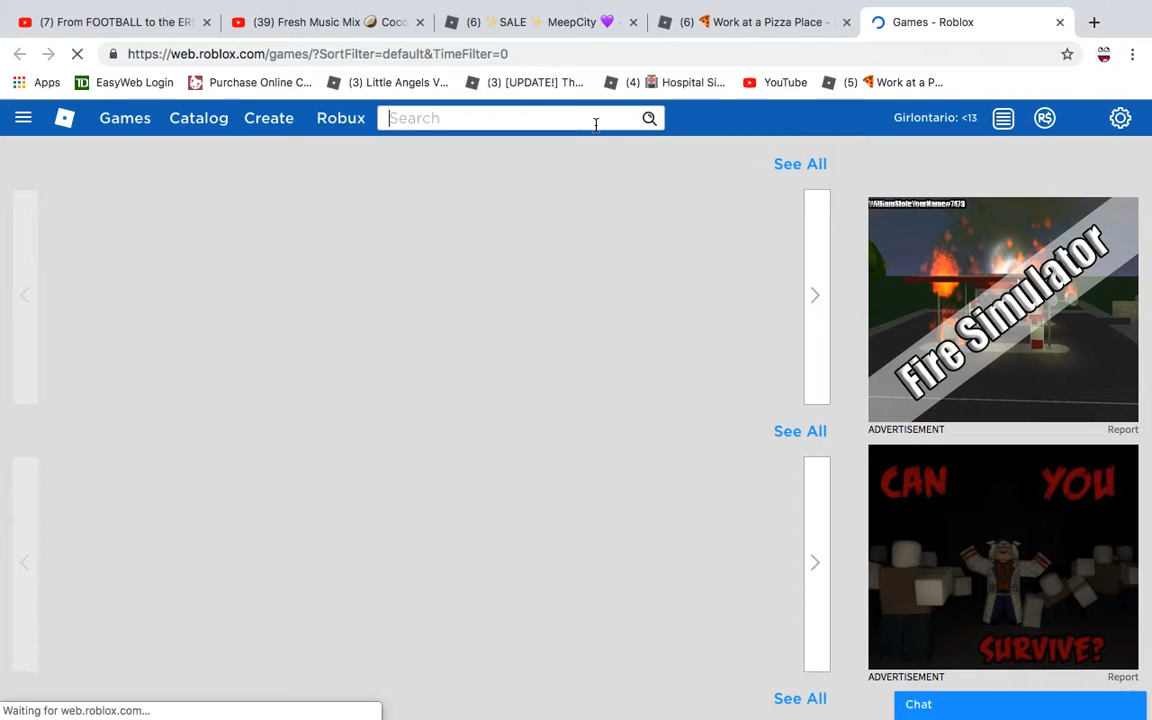 (7) From FOOTBALL to the ER
(39) Fresh Music Mix 🥥 Coco
(6) ✨SALE ✨ MeepCity 💜
(6) 🍕 Work at a Pizza Place -
Games - Roblox
https://web.roblox.com/games/?SortFilter=default&TimeFilter=0
Apps
EasyWeb Login
Purchase Online C...
(3) Little Angels V...
(3) [UPDATE!] Th...
(4) 🏥 Hospital Si...
YouTube
(5) 🍕Work at a P...
Games
Catalog
Create
Robux
Search
Girlontario: <13
See All
Fire Simulator
ADVERTISEMENT
Report
See All
CAN YOU
SURVIVE?
ADVERTISEMENT
Report
See All
Chat
Waiting for web.roblox.com...